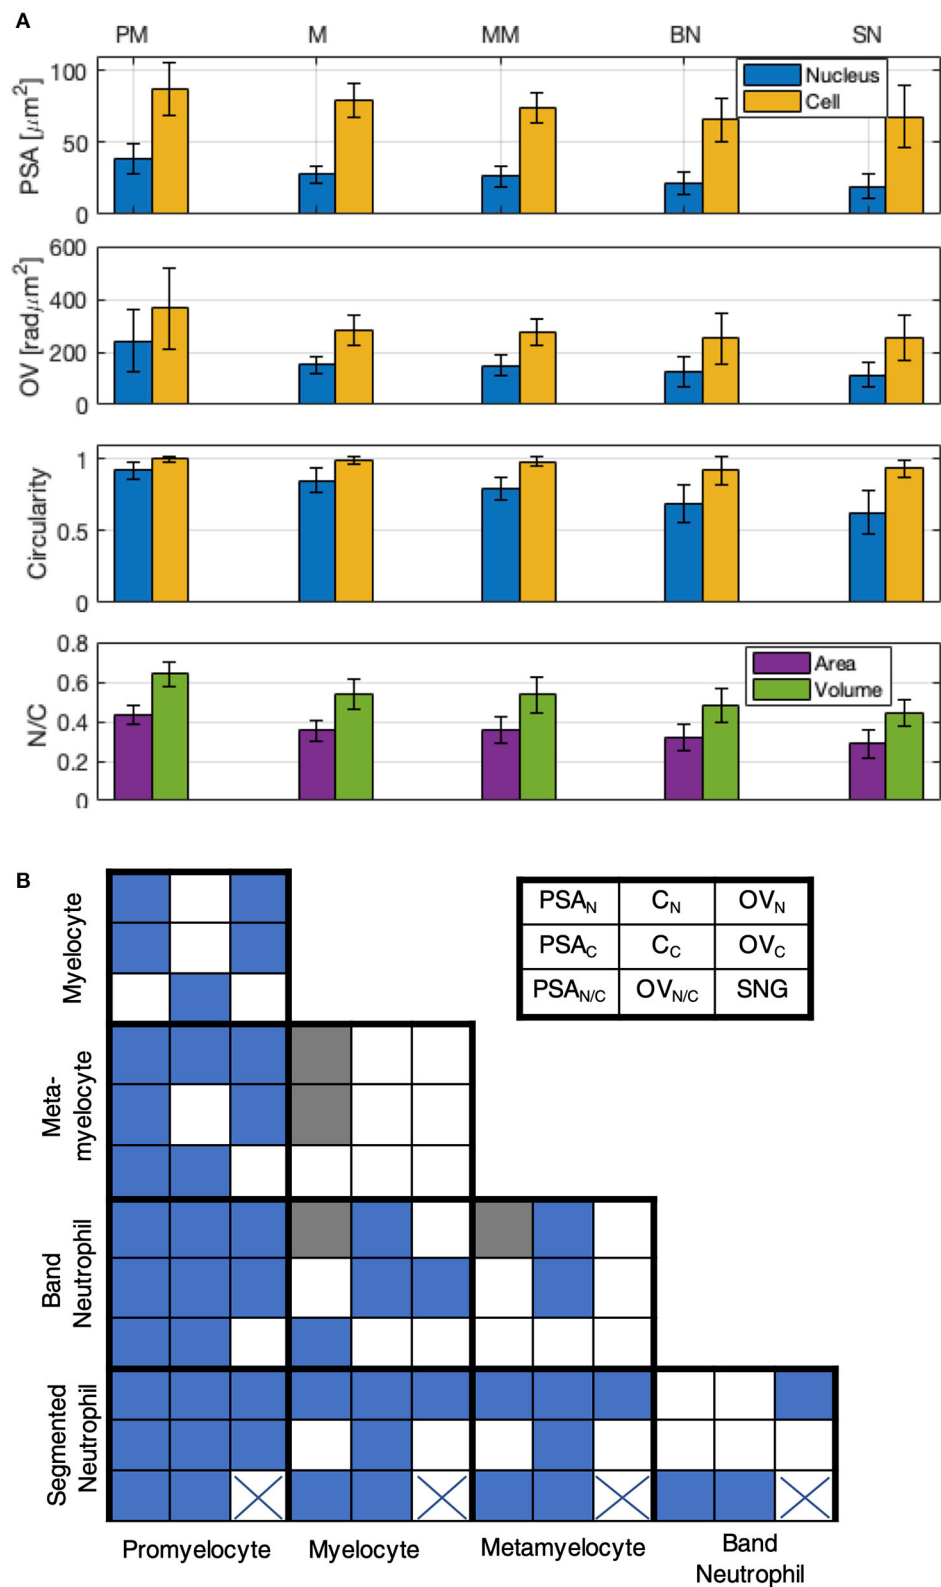 A
PM M MM BN SN
PSA [μm²]
100
50
0
Nucleus
Cell
OV [radμm²]
600
400
200
0
Circularity
1
0.5
0
N/C
0.8
0.6
0.4
0.2
0
Area
Volume
B
PSA_N C_N OV_N
PSA_C C_C OV_C
PSA_N/C OV_N/C SNG
Myelocyte
Meta-
myelocyte
Band
Neutrophil
Segmented
Neutrophil
Promyelocyte Myelocyte Metamyelocyte Band
Neutrophil